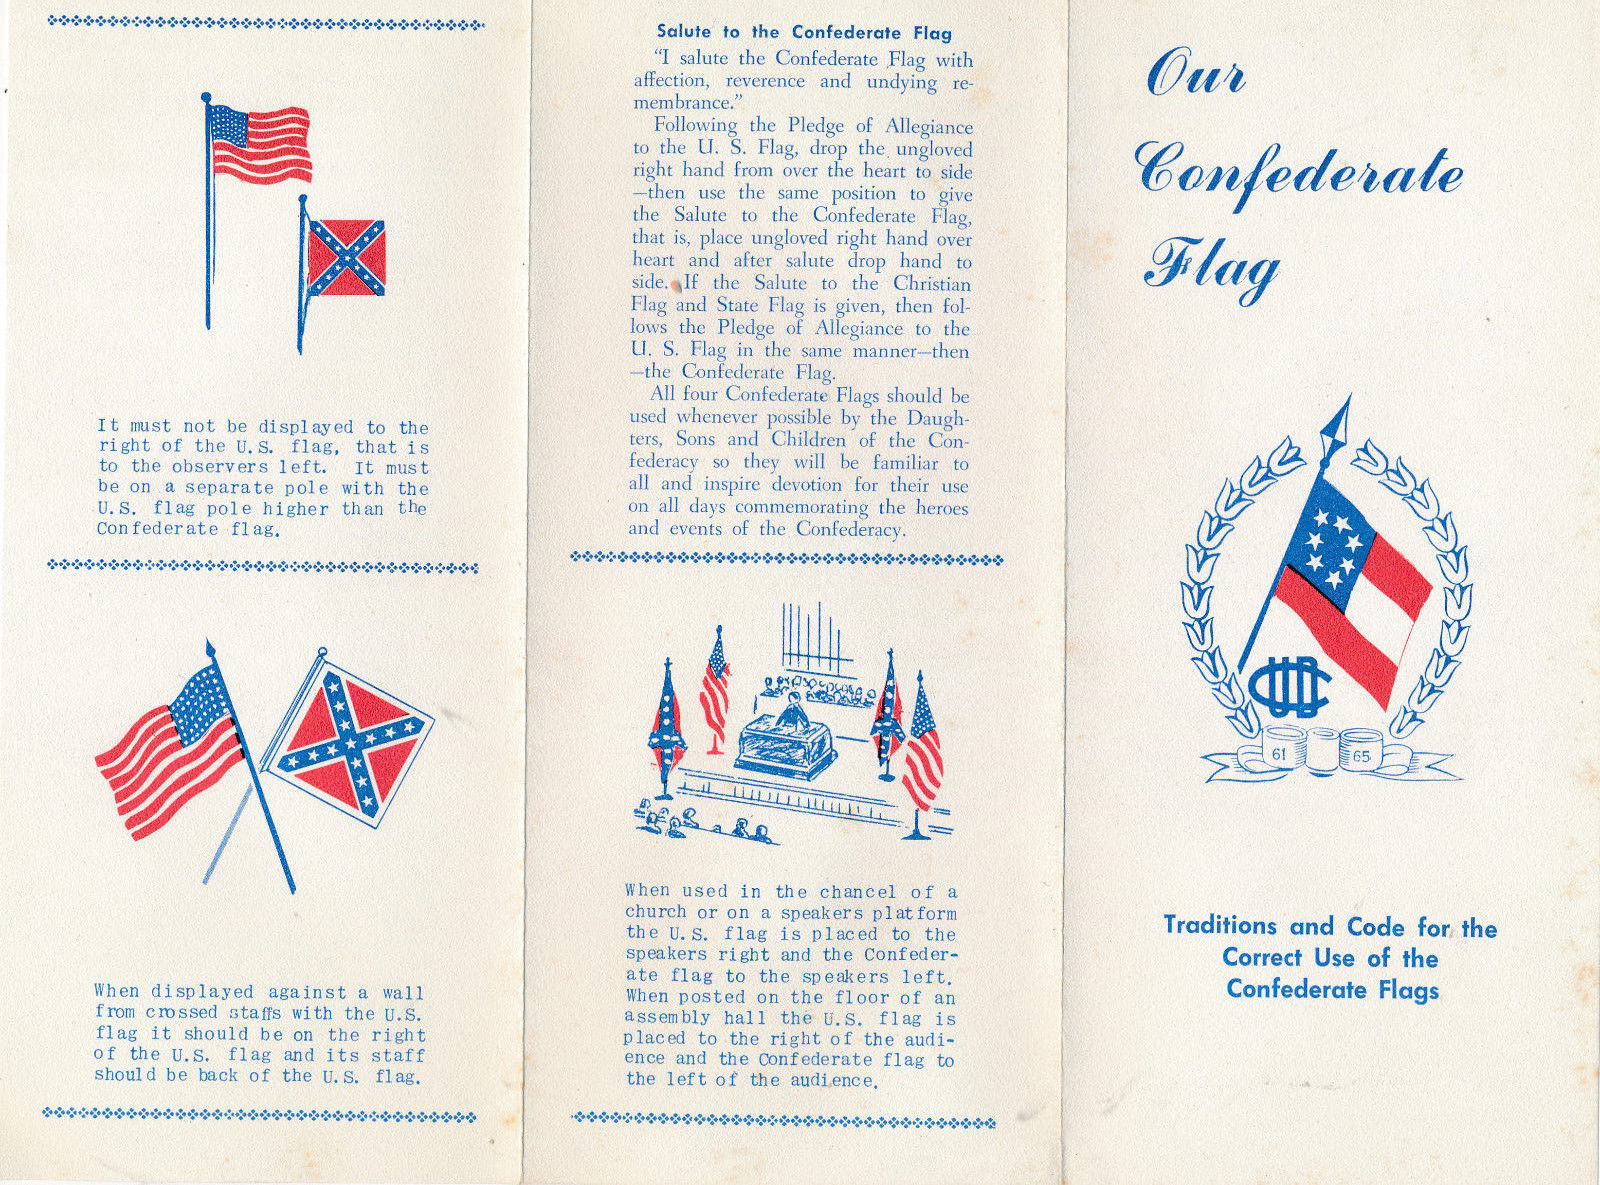 It must not be displayed to the
right of the U.S. flag, that is
to the observers left. It must
be on a separate pole with the
U.S. flag pole higher than the
Confederate flag.
When displayed against a wall
from crossed staffs with the U.S.
flag it should be on the right
of the U.S. flag and its staff
should be back of the U.S. flag.
Salute to the Confederate Flag
"I salute the Confederate Flag with
affection, reverence and undying re-
membrance."
Following the Pledge of Allegiance
to the U. S. Flag, drop the ungloved
right hand from over the heart to side
—then use the same position to give
the Salute to the Confederate Flag,
that is, place ungloved right hand over
heart and after salute drop hand to
side. If the Salute to the Christian
Flag and State Flag is given, then fol-
lows the Pledge of Allegiance to the
U. S. Flag in the same manner—then
—the Confederate Flag.
All four Confederate Flags should be
used whenever possible by the Daugh-
ters, Sons and Children of the Con-
federacy so they will be familiar to
all and inspire devotion for their use
on all days commemorating the heroes
and events of the Confederacy.
When used in the chancel of a
church or on a speakers platform
the U.S. flag is placed to the
speakers right and the Confeder-
ate flag to the speakers left.
When posted on the floor of an
assembly hall the U.S. flag is
placed to the right of the audi-
ence and the Confederate flag to
the left of the audience.
Our
Confederate
Flag
UDC
61 65
Traditions and Code for the
Correct Use of the
Confederate Flags